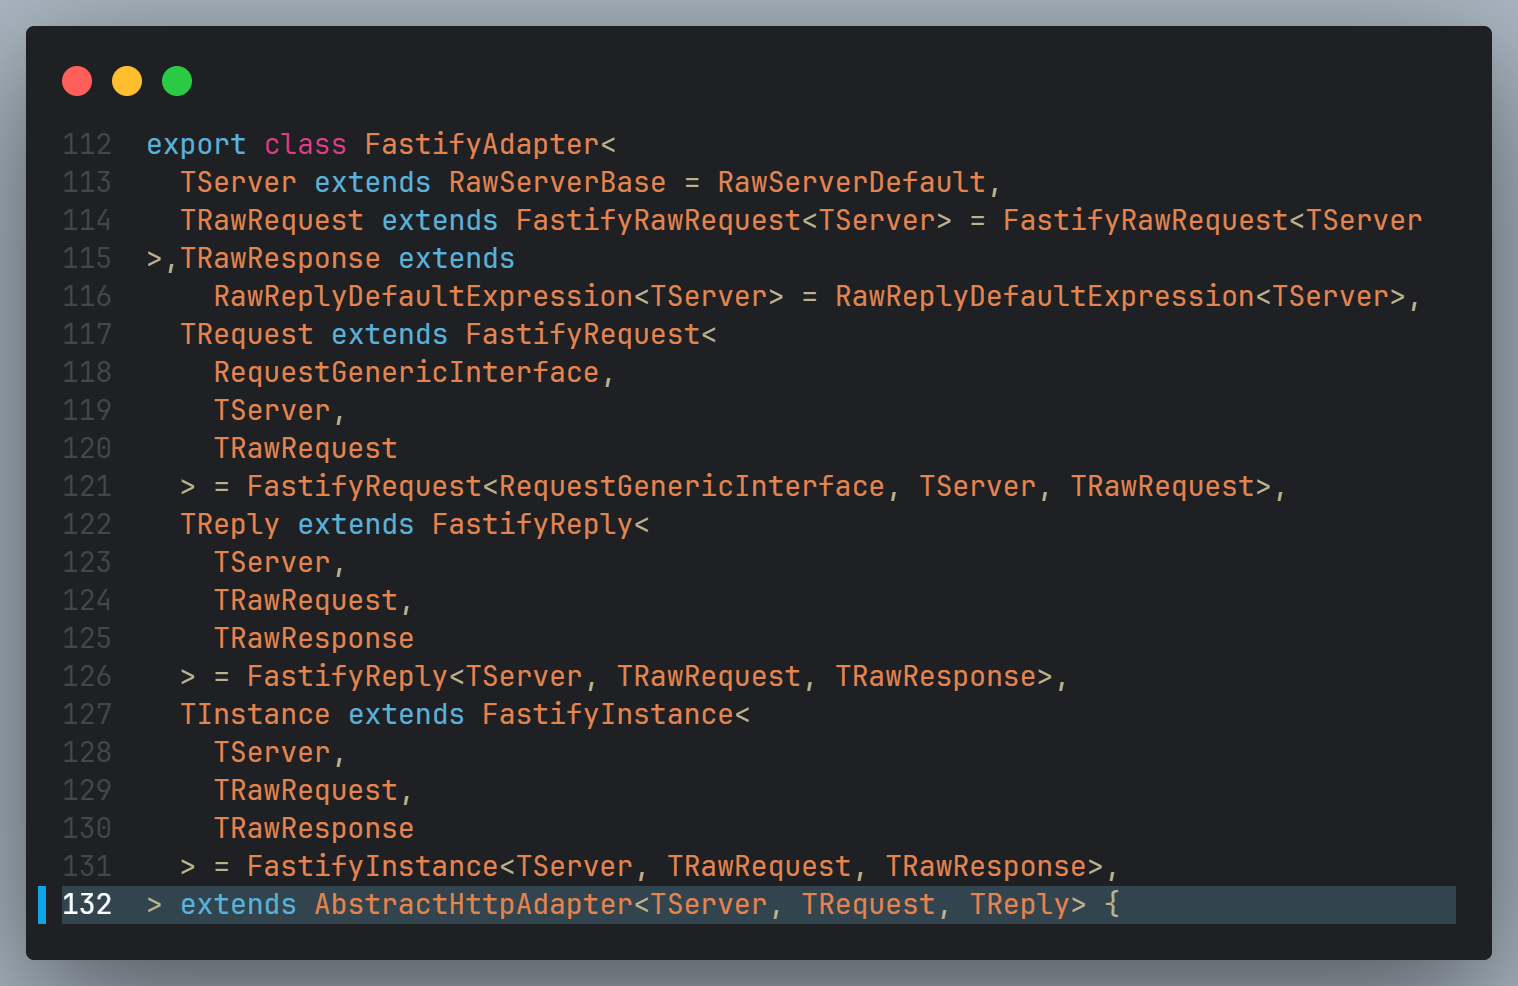 112  export class FastifyAdapter<
113    TServer extends RawServerBase = RawServerDefault,
114    TRawRequest extends FastifyRawRequest<TServer> = FastifyRawRequest<TServer
115  >,TRawResponse extends
116      RawReplyDefaultExpression<TServer> = RawReplyDefaultExpression<TServer>,
117    TRequest extends FastifyRequest<
118      RequestGenericInterface,
119      TServer,
120      TRawRequest
121    > = FastifyRequest<RequestGenericInterface, TServer, TRawRequest>,
122    TReply extends FastifyReply<
123      TServer,
124      TRawRequest,
125      TRawResponse
126    > = FastifyReply<TServer, TRawRequest, TRawResponse>,
127    TInstance extends FastifyInstance<
128      TServer,
129      TRawRequest,
130      TRawResponse
131    > = FastifyInstance<TServer, TRawRequest, TRawResponse>,
132  > extends AbstractHttpAdapter<TServer, TRequest, TReply> {